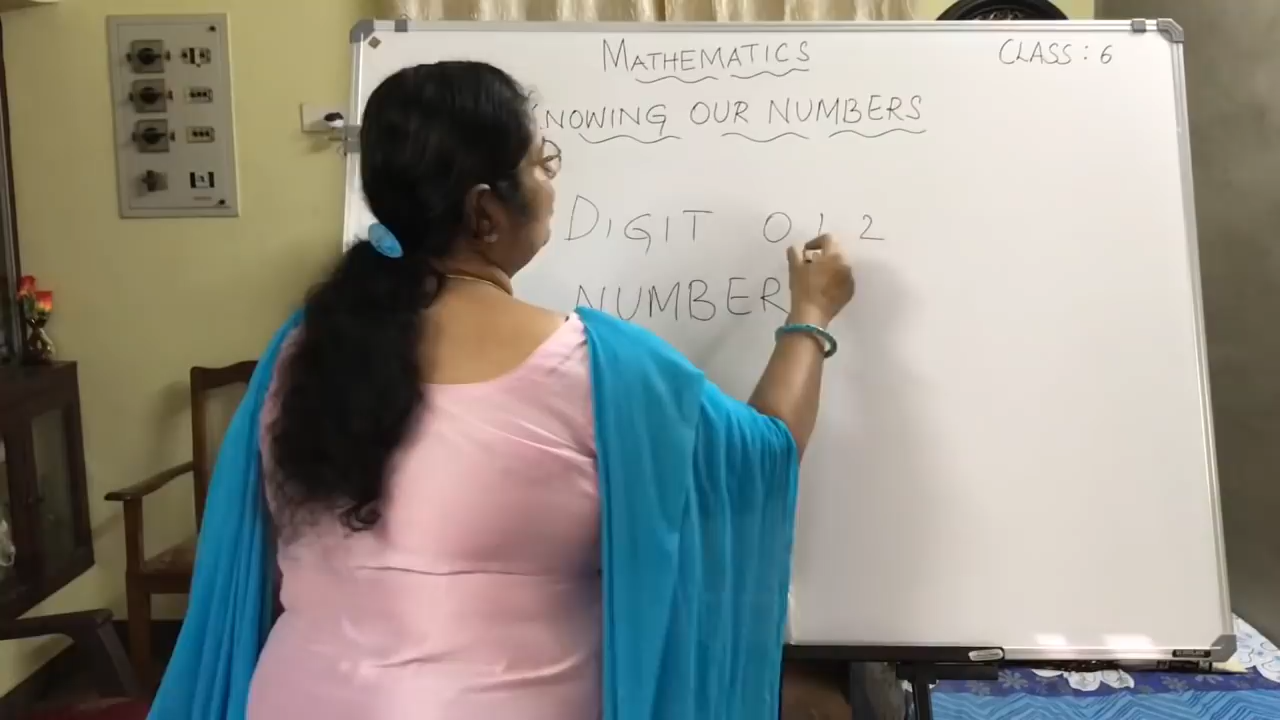 MATHEMATICS
CLASS : 6
KNOWING OUR NUMBERS
DIGIT 0 1 2
NUMBER